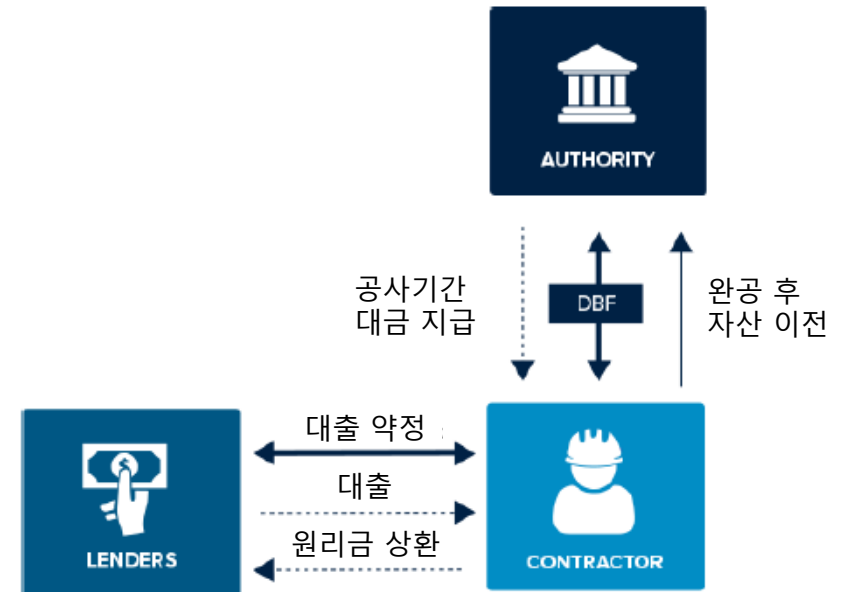 AUTHORITY
공사기간
대금 지급
DBF
완공 후
자산 이전
대출 약정
대출
원리금 상환
LENDERS
CONTRACTOR